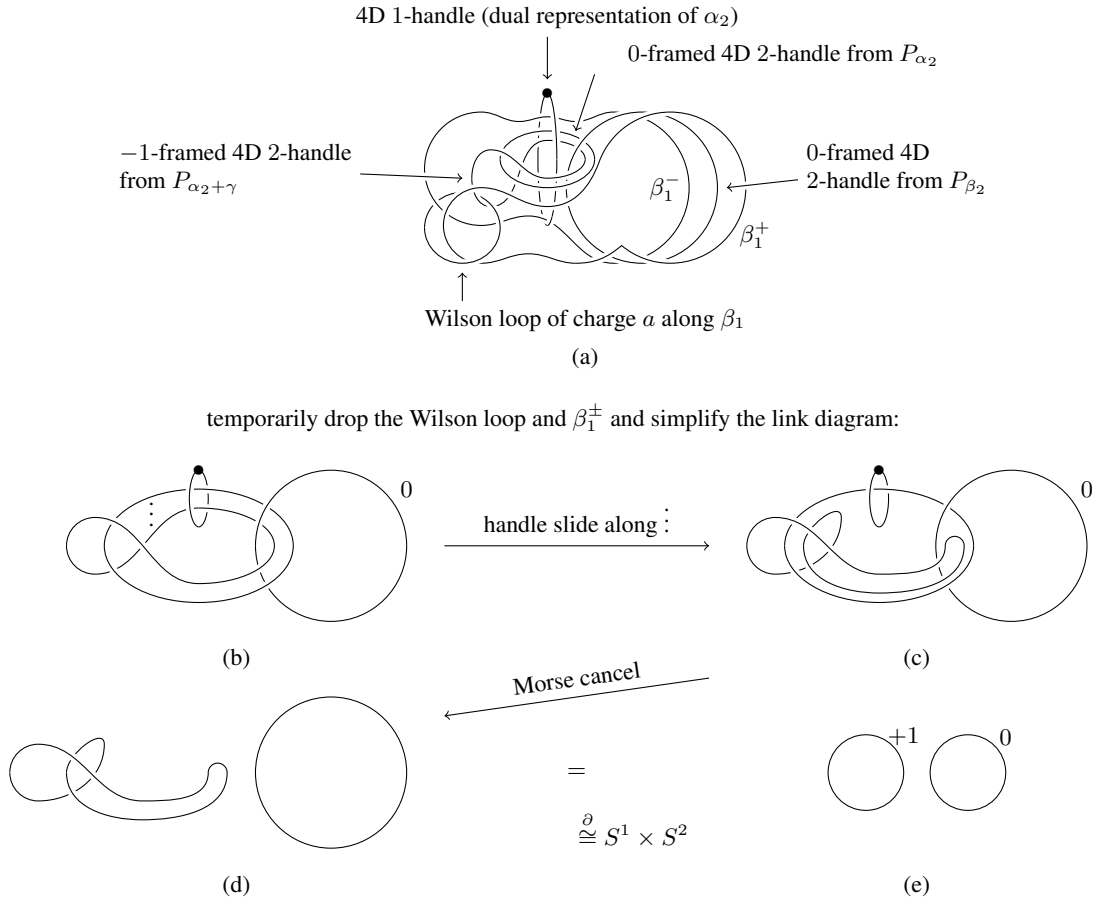 4D 1-handle (dual representation of α₂)
0-framed 4D 2-handle from P_{α₂}
−1-framed 4D 2-handle
from P_{α₂+γ}
0-framed 4D
2-handle from P_{β₂}
β₁⁻
β₁⁺
Wilson loop of charge a along β₁
(a)
temporarily drop the Wilson loop and β₁^± and simplify the link diagram:
0
⋮
handle slide along ⋮
0
(b)
(c)
Morse cancel
+1
0
=
≅^∂ S¹ × S²
(d)
(e)